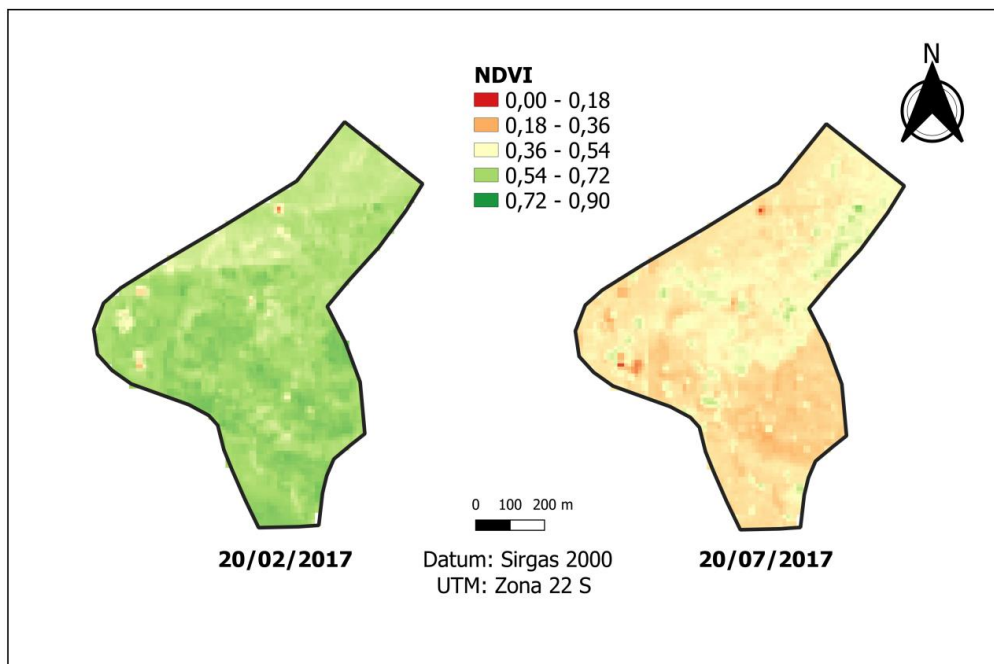 N
NDVI
0,00 - 0,18
0,18 - 0,36
0,36 - 0,54
0,54 - 0,72
0,72 - 0,90
0 100 200 m
20/02/2017
Datum: Sirgas 2000
UTM: Zona 22 S
20/07/2017